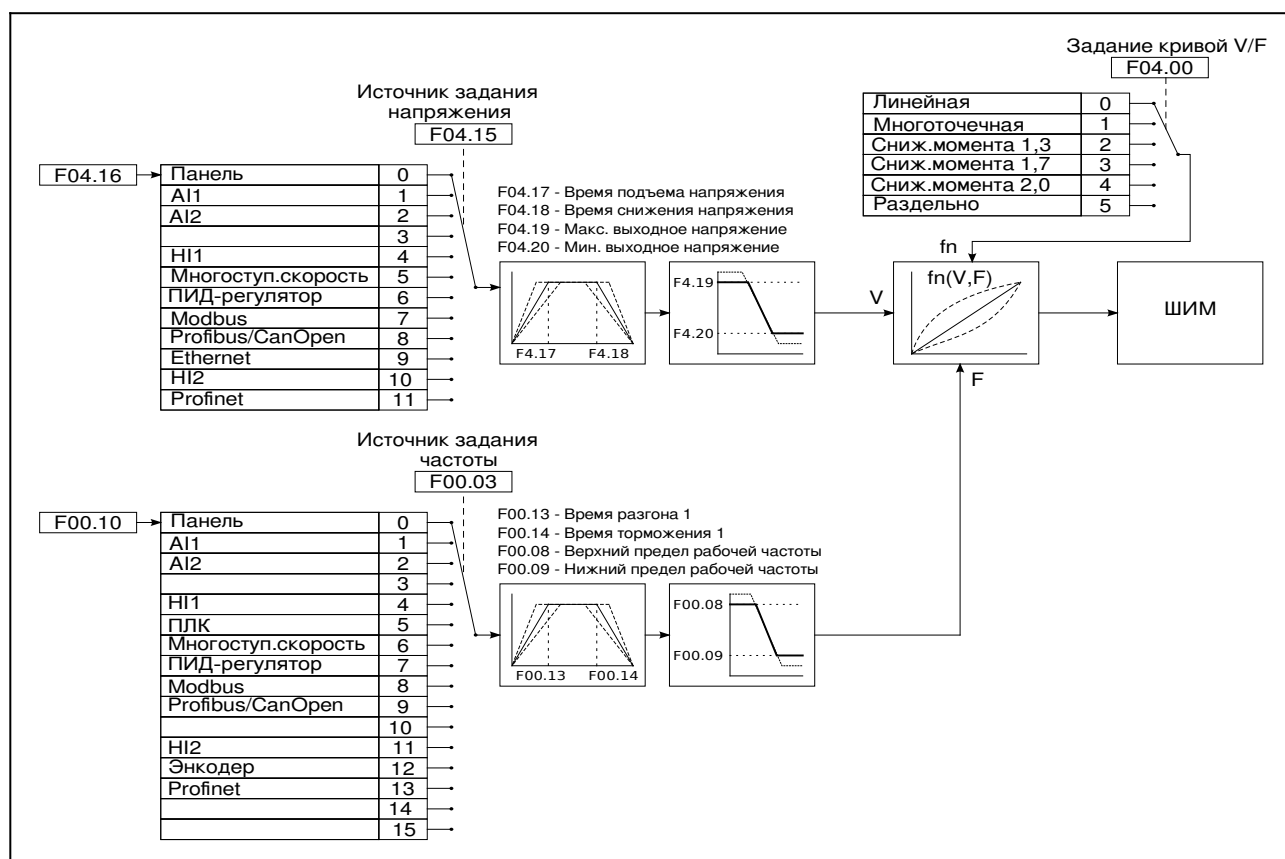 Задание кривой V/F
F04.00
Линейная 0
Многоточечная 1
Сниж.момента 1,3 2
Сниж.момента 1,7 3
Сниж.момента 2,0 4
Раздельно 5
Источник задания
напряжения
F04.15
F04.16
Панель 0
AI1 1
AI2 2
3
HI1 4
Многоступ.скорость 5
ПИД-регулятор 6
Modbus 7
Profibus/CanOpen 8
Ethernet 9
HI2 10
Profinet 11
F04.17 - Время подъема напряжения
F04.18 - Время снижения напряжения
F04.19 - Макс. выходное напряжение
F04.20 - Мин. выходное напряжение
F4.17 F4.18
F4.19
F4.20
V
fn
fn(V,F)
F
ШИМ
Источник задания
частоты
F00.03
F00.10
Панель 0
AI1 1
AI2 2
3
HI1 4
ПЛК 5
Многоступ.скорость 6
ПИД-регулятор 7
Modbus 8
Profibus/CanOpen 9
10
HI2 11
Энкодер 12
Profinet 13
14
15
F00.13 - Время разгона 1
F00.14 - Время торможения 1
F00.08 - Верхний предел рабочей частоты
F00.09 - Нижний предел рабочей частоты
F00.13 F00.14
F00.08
F00.09